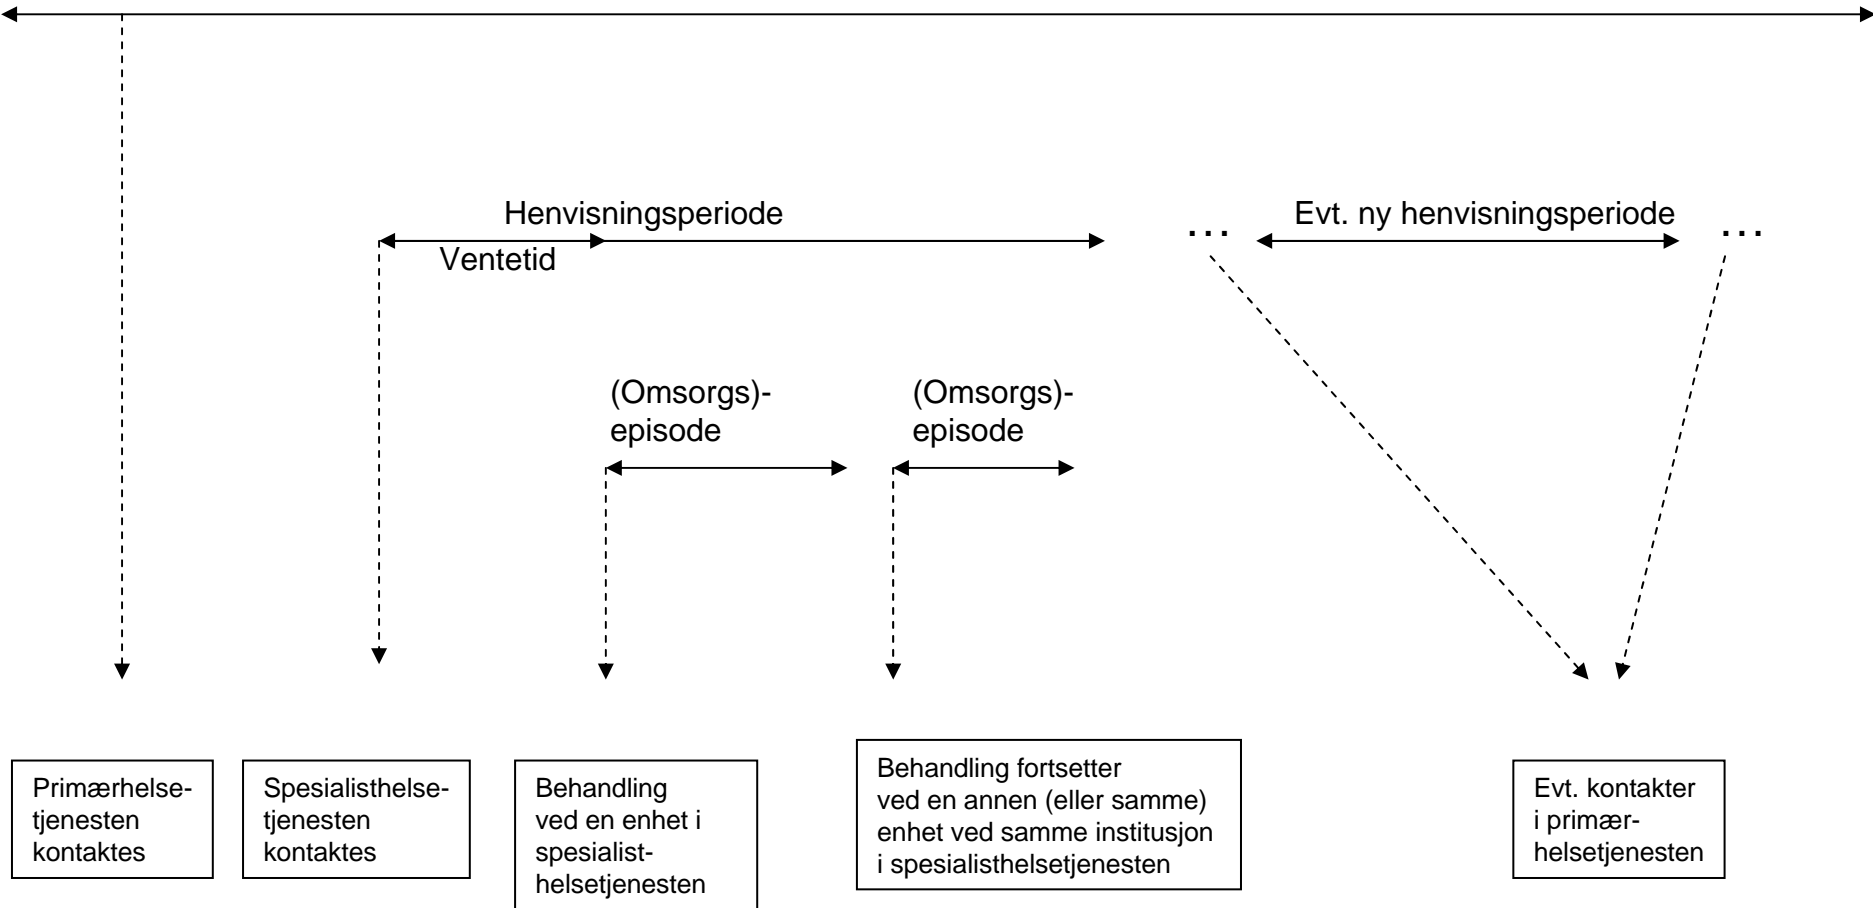 Henvisningsperiode
Ventetid
...
Evt. ny henvisningsperiode
...
(Omsorgs)-
episode
(Omsorgs)-
episode
Primærhelse-
tjenesten
kontaktes
Spesialisthelse-
tjenesten
kontaktes
Behandling
ved en enhet i
spesialist-
helsetjenesten
Behandling fortsetter
ved en annen (eller samme)
enhet ved samme institusjon
i spesialisthelsetjenesten
Evt. kontakter
i primær-
helsetjenesten